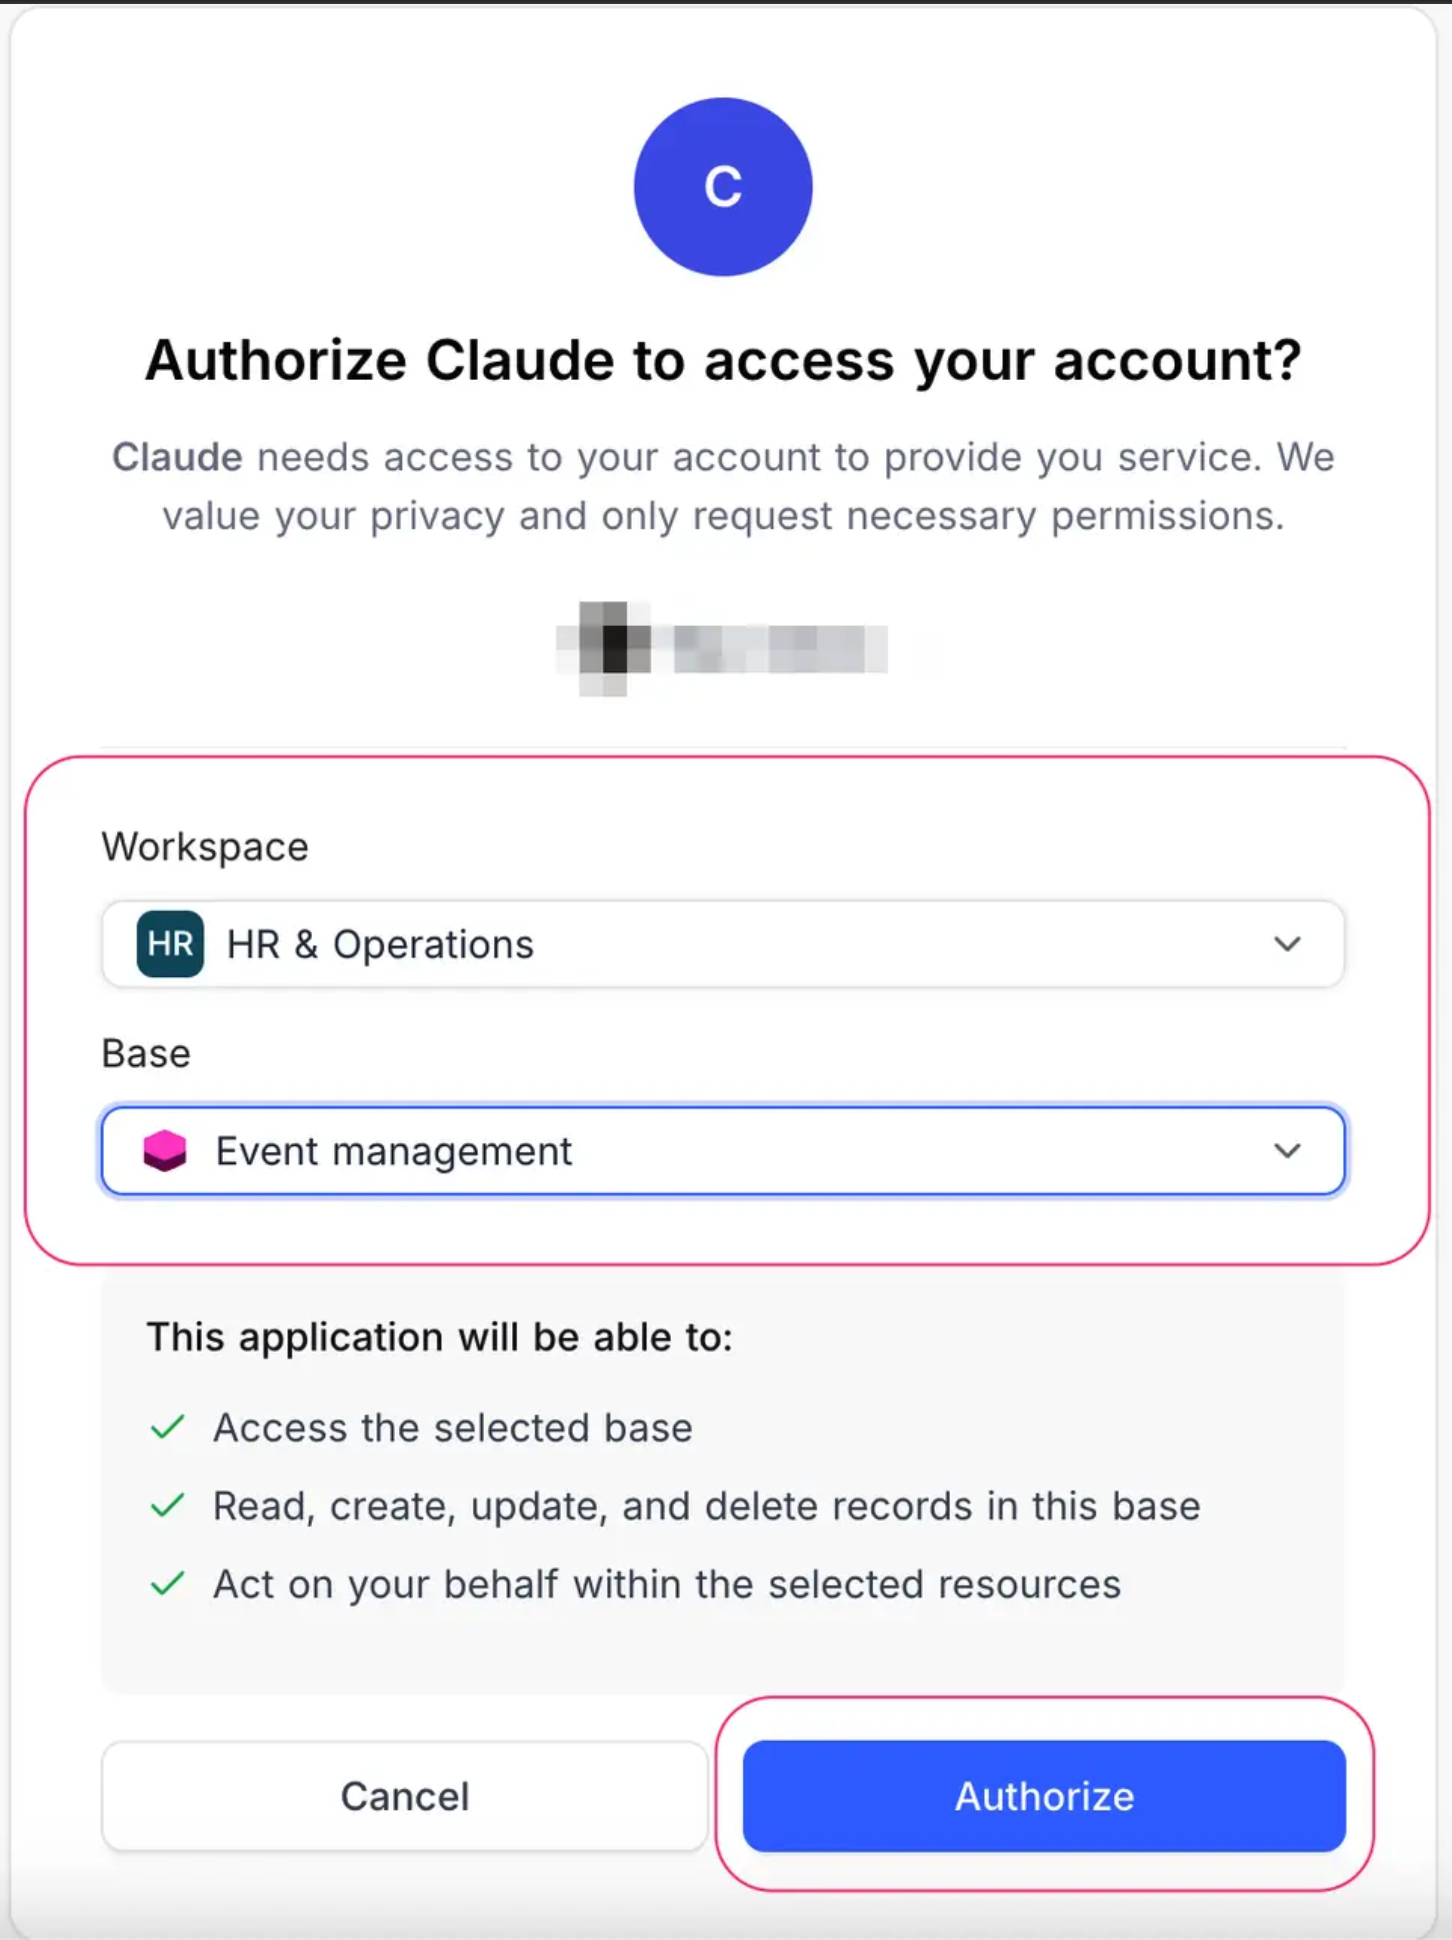 C
Authorize Claude to access your account?
Claude needs access to your account to provide you service. We
value your privacy and only request necessary permissions.
Workspace
HR HR & Operations
Base
Event management
This application will be able to:
Access the selected base
Read, create, update, and delete records in this base
Act on your behalf within the selected resources
Cancel
Authorize